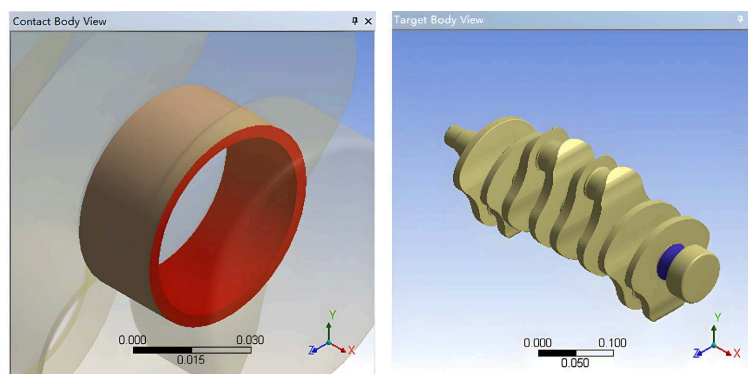 Contact Body View
Target Body View
0.000
0.030
0.015
Y
Z
X
0.000
0.100
0.050
Y
Z
X